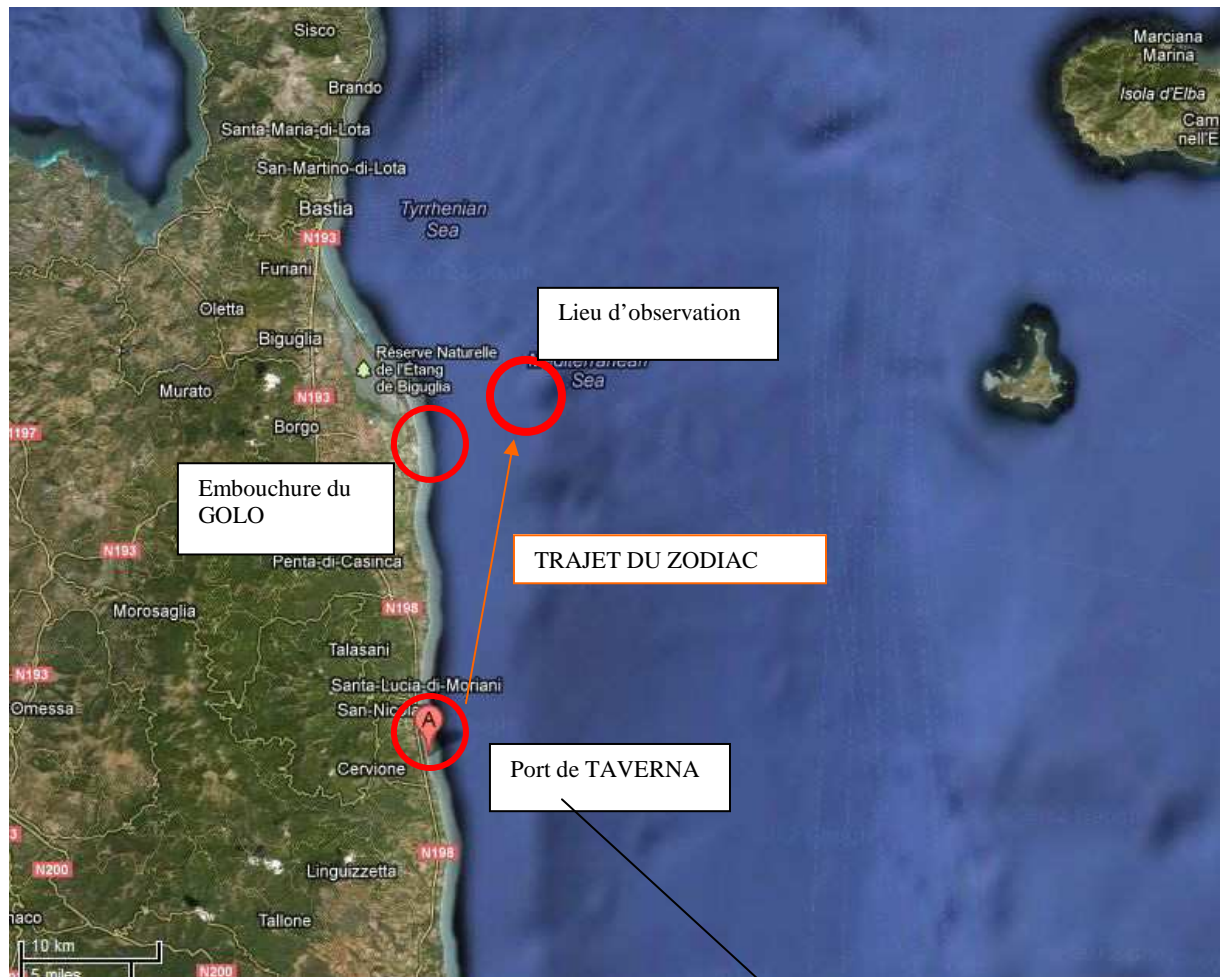 Sisco
Marciana
Marina
Brando
Isola d'Elba
Santa-Maria-di-Lota
San-Martino-di-Lota
Bastia
Tyrrhenian
Sea
N193
Furiani
Oletta
Lieu d'observation
Biguglia
Réserve Naturelle
de l'Étang
de Biguglia
Mediterranean
Sea
Murato
N193
Borgo
Embouchure du
GOLO
N193
Penta-di-Casinca
TRAJET DU ZODIAC
N198
Morosaglia
Talasani
N193
Santa-Lucia-di-Moriani
Omessa
A
Cervione
Port de TAVERNA
N198
N200
Linguizzetta
Tallone
10 km
5 miles
N200